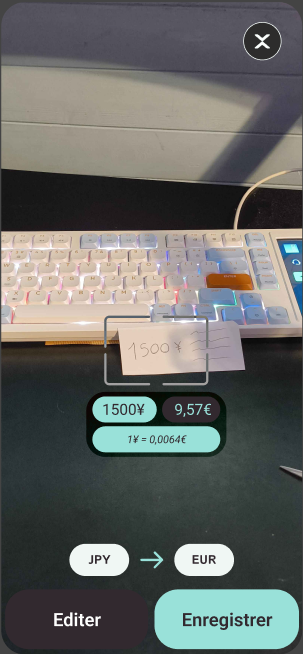 1500 ¥
1500¥ 9,57€
1¥ = 0,0064€
JPY → EUR
Editer Enregistrer